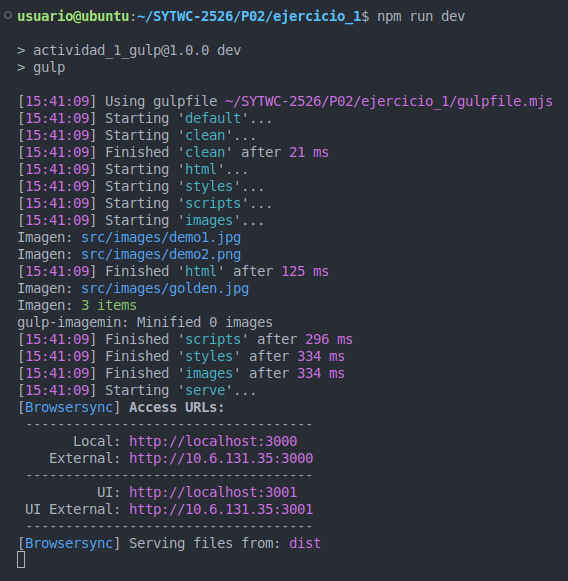 usuario@ubuntu:~/SYTWC-2526/P02/ejercicio_1$ npm run dev
> actividad_1_gulp@1.0.0 dev
> gulp
[15:41:09] Using gulpfile ~/SYTWC-2526/P02/ejercicio_1/gulpfile.mjs
[15:41:09] Starting 'default'...
[15:41:09] Starting 'clean'...
[15:41:09] Finished 'clean' after 21 ms
[15:41:09] Starting 'html'...
[15:41:09] Starting 'styles'...
[15:41:09] Starting 'scripts'...
[15:41:09] Starting 'images'...
Imagen: src/images/demo1.jpg
Imagen: src/images/demo2.png
[15:41:09] Finished 'html' after 125 ms
Imagen: src/images/golden.jpg
Imagen: 3 items
gulp-imagemin: Minified 0 images
[15:41:09] Finished 'scripts' after 296 ms
[15:41:09] Finished 'styles' after 334 ms
[15:41:09] Finished 'images' after 334 ms
[15:41:09] Starting 'serve'...
[Browsersync] Access URLs:
------------------------------------
Local: http://localhost:3000
External: http://10.6.131.35:3000
------------------------------------
UI: http://localhost:3001
UI External: http://10.6.131.35:3001
------------------------------------
[Browsersync] Serving files from: dist